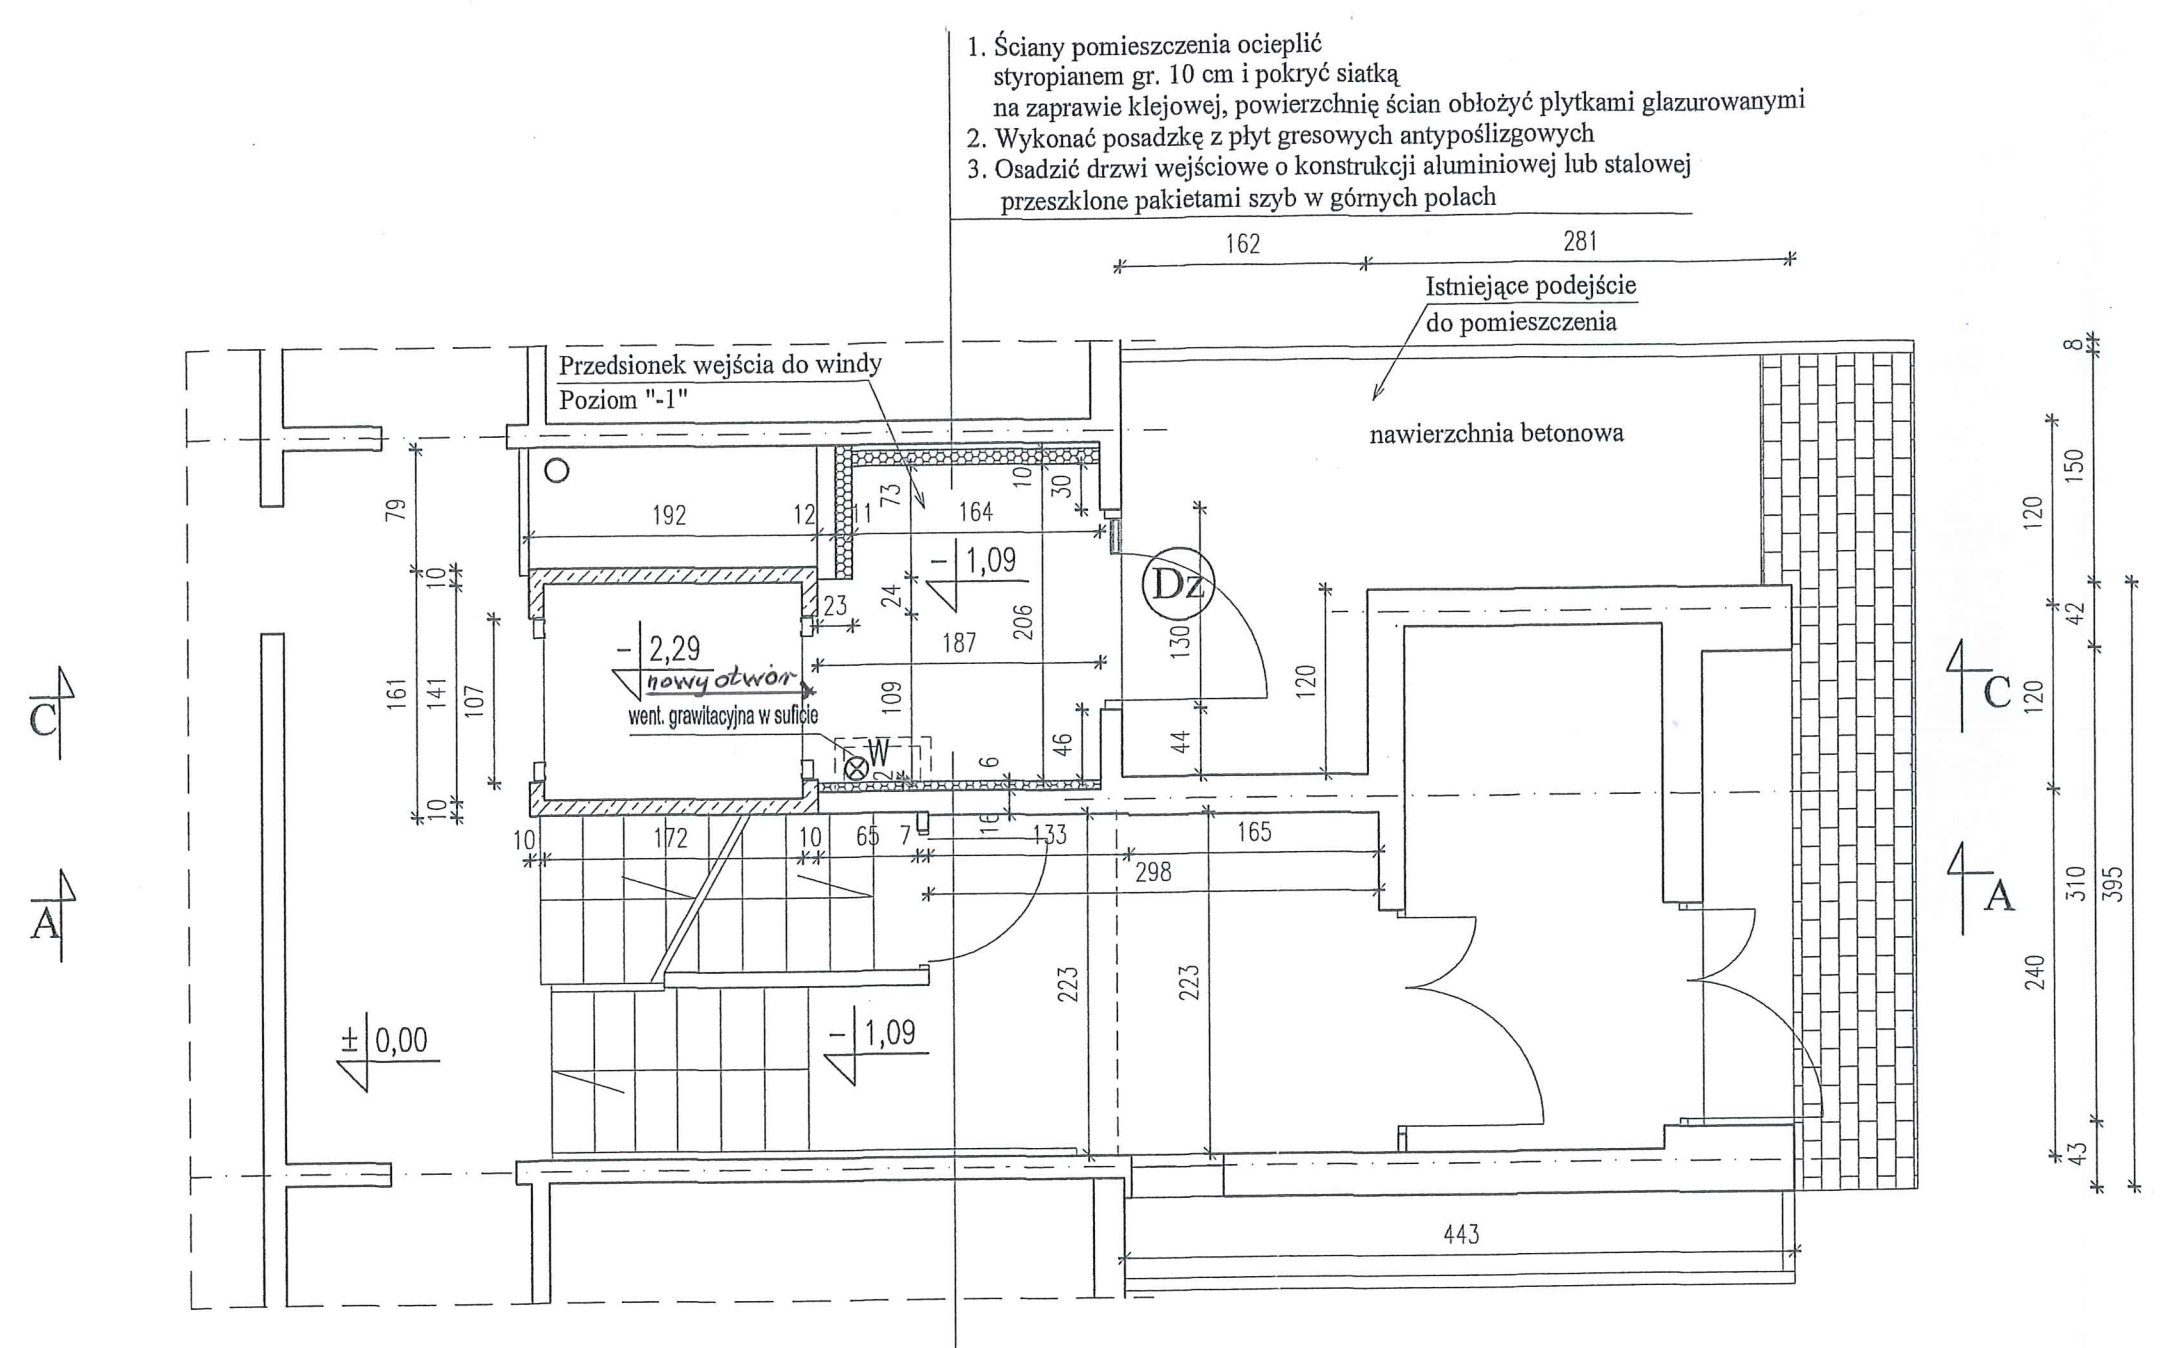 1. Ściany pomieszczenia ocieplić
styropianem gr. 10 cm i pokryć siatką
na zaprawie klejowej, powierzchnię ścian obłożyć plytkami glazurowanymi
2. Wykonać posadzkę z płyt gresowych antypoślizgowych
3. Osadzić drzwi wejściowe o konstrukcji aluminiowej lub stalowej
przeszklone pakietami szyb w górnych polach
162 281
Istniejące podejście
do pomieszczenia
8
Przedsionek wejścia do windy
Poziom "-1"
nawierzchnia betonowa
79 192 12 11 73 164 10 30 120 150
- 1,09
Dz
10 23 24 187 206 130 120 42
- 2,29
nowy otwór
went. grawitacyjna w suficie
161 141 107 109 120
C C
W
2 6 46 44
10
10 172 10 65 7 16 133 165
298
A A
310 395
223 223 240
± 0,00
- 1,09
43
443